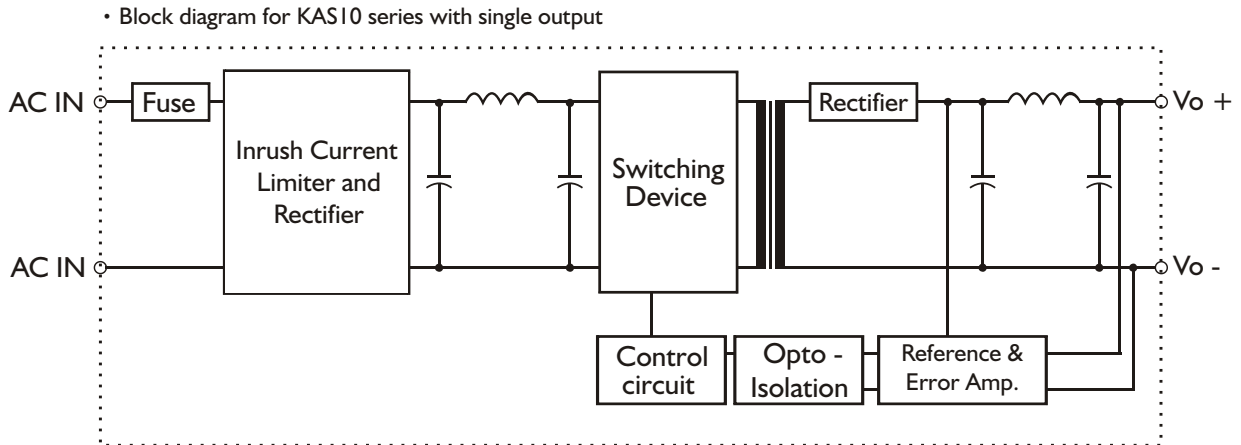 · Block diagram for KAS10 series with single output
AC IN
Fuse
Inrush Current
Limiter and
Rectifier
Switching
Device
Rectifier
Vo +
AC IN
Vo -
Control
circuit
Opto -
Isolation
Reference &
Error Amp.